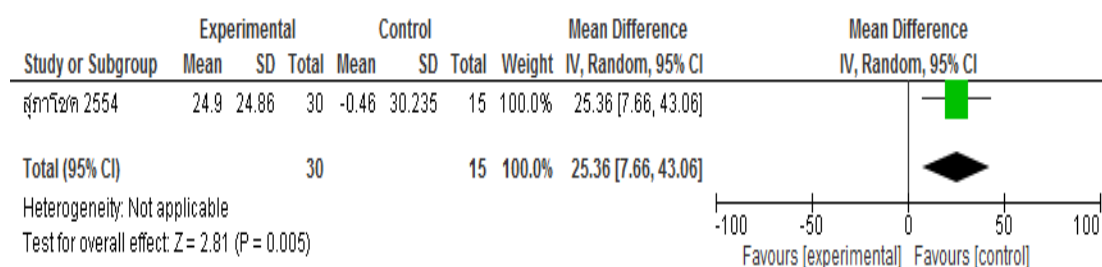 Experimental Control Mean Difference Mean Difference
Study or Subgroup Mean SD Total Mean SD Total Weight IV, Random, 95% CI IV, Random, 95% CI
สุภาโชค 2554 24.9 24.86 30 -0.46 30.235 15 100.0% 25.36 [7.66, 43.06]
Total (95% CI) 30 15 100.0% 25.36 [7.66, 43.06]
Heterogeneity: Not applicable
Test for overall effect: Z = 2.81 (P = 0.005)
-100 -50 0 50 100
Favours [experimental] Favours [control]